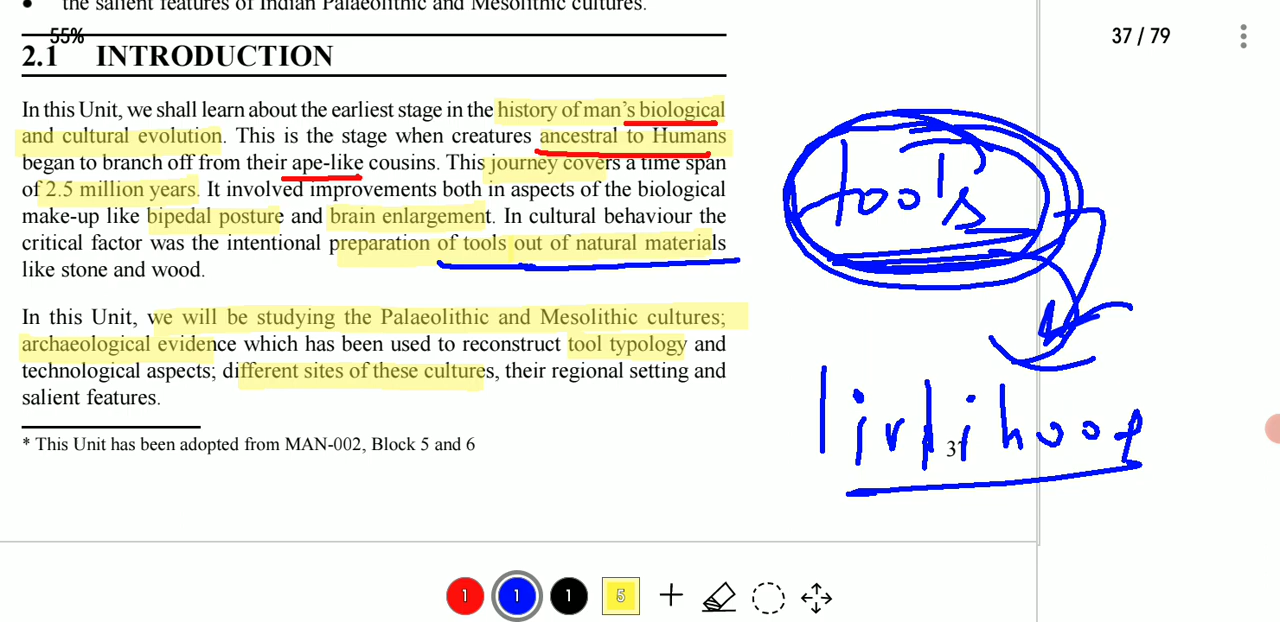 the salient features of Indian Palaeolithic and Mesolithic cultures.
55%
37 / 79
2.1 INTRODUCTION
In this Unit, we shall learn about the earliest stage in the history of man's biological
and cultural evolution. This is the stage when creatures ancestral to Humans
began to branch off from their ape-like cousins. This journey covers a time span
of 2.5 million years. It involved improvements both in aspects of the biological
make-up like bipedal posture and brain enlargement. In cultural behaviour the
critical factor was the intentional preparation of tools out of natural materials
like stone and wood.
tool's
In this Unit, we will be studying the Palaeolithic and Mesolithic cultures;
archaeological evidence which has been used to reconstruct tool typology and
technological aspects; different sites of these cultures, their regional setting and
salient features.
* This Unit has been adopted from MAN-002, Block 5 and 6
31
1 1 1 5